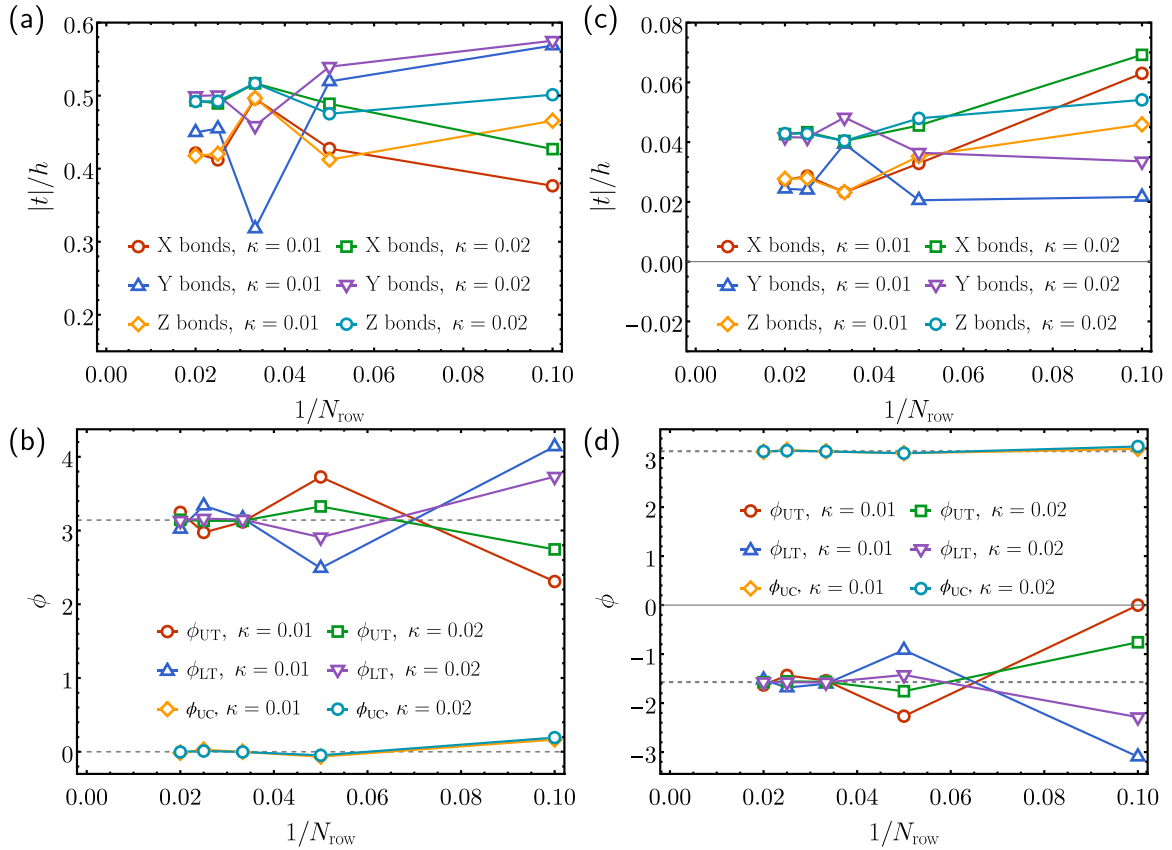 (a)
|t|/h
0.6
0.5
0.4
0.3
0.2
X bonds, κ = 0.01
X bonds, κ = 0.02
Y bonds, κ = 0.01
Y bonds, κ = 0.02
Z bonds, κ = 0.01
Z bonds, κ = 0.02
0.00 0.02 0.04 0.06 0.08 0.10
1/N_row
(c)
|t|/h
0.08
0.06
0.04
0.02
0.00
−0.02
X bonds, κ = 0.01
X bonds, κ = 0.02
Y bonds, κ = 0.01
Y bonds, κ = 0.02
Z bonds, κ = 0.01
Z bonds, κ = 0.02
0.00 0.02 0.04 0.06 0.08 0.10
1/N_row
(b)
ϕ
4
3
2
1
0
ϕ_UT, κ = 0.01
ϕ_UT, κ = 0.02
ϕ_LT, κ = 0.01
ϕ_LT, κ = 0.02
ϕ_UC, κ = 0.01
ϕ_UC, κ = 0.02
0.00 0.02 0.04 0.06 0.08 0.10
1/N_row
(d)
ϕ
3
2
1
0
−1
−2
−3
ϕ_UT, κ = 0.01
ϕ_UT, κ = 0.02
ϕ_LT, κ = 0.01
ϕ_LT, κ = 0.02
ϕ_UC, κ = 0.01
ϕ_UC, κ = 0.02
0.00 0.02 0.04 0.06 0.08 0.10
1/N_row